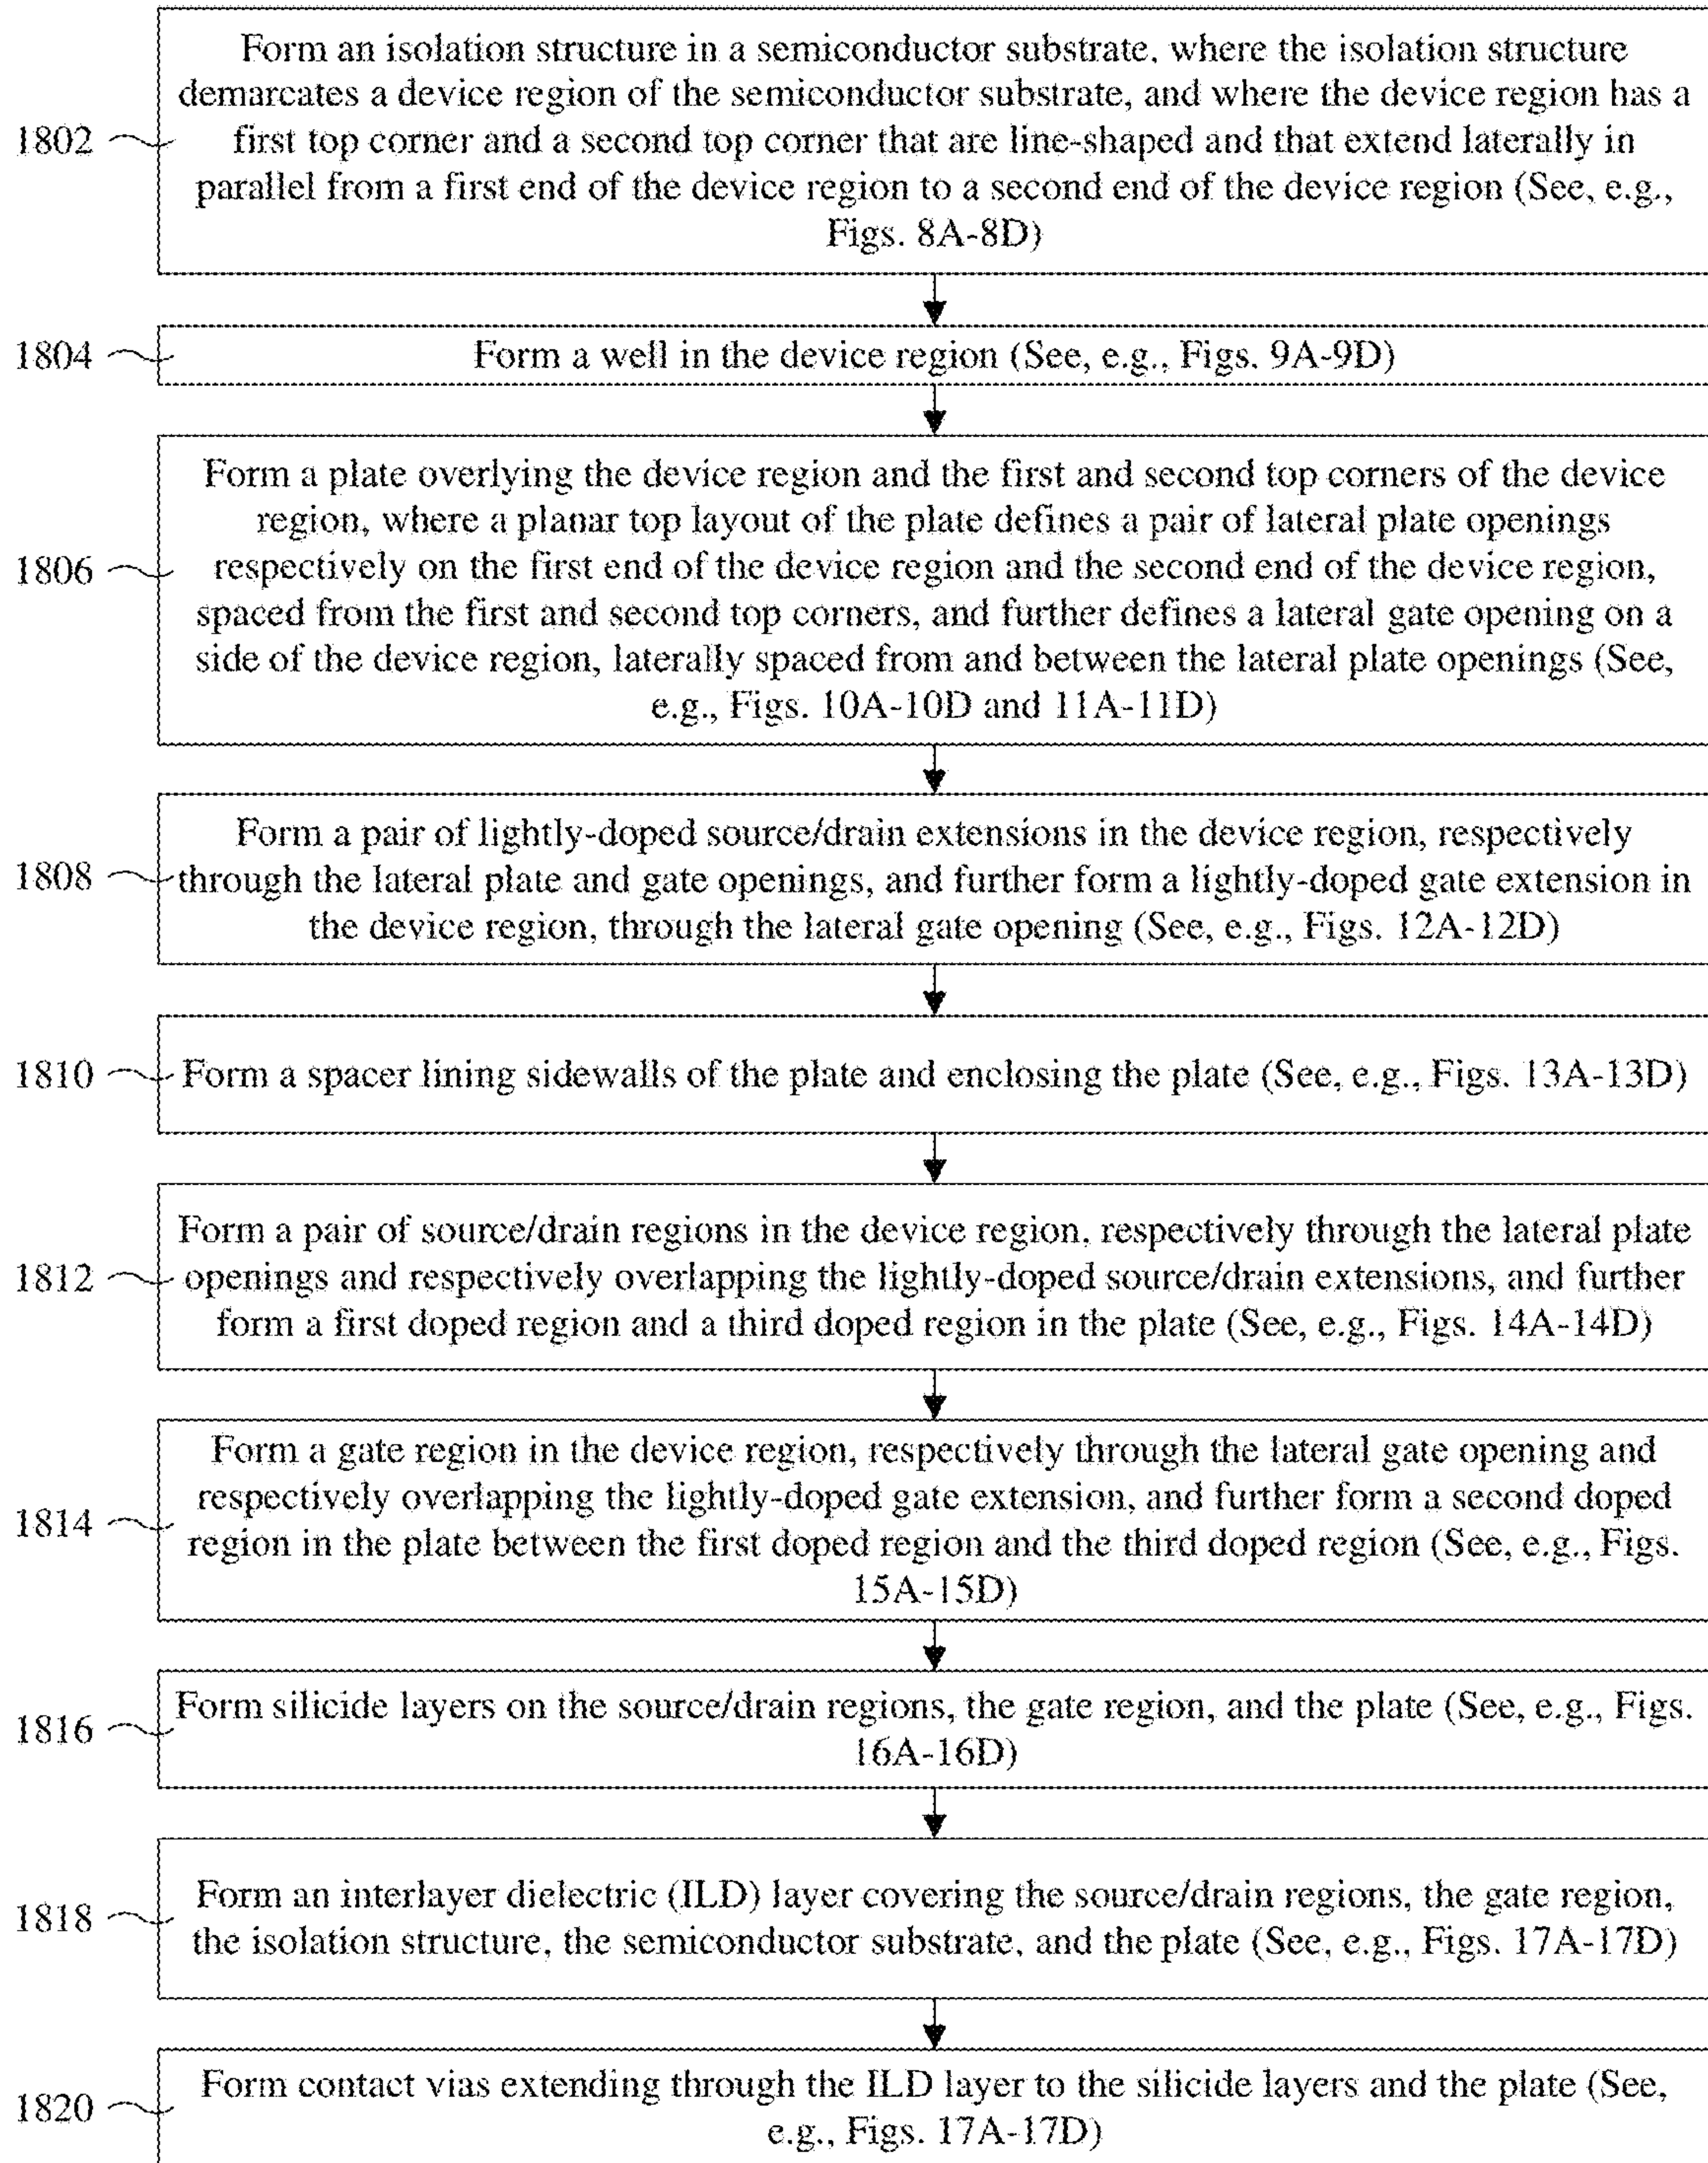 Form an isolation structure in a semiconductor substrate, where the isolation structure
demarcates a device region of the semiconductor substrate, and where the device region has a
1802
first top corner and a second top corner that are line-shaped and that extend laterally in
parallel from a first end of the device region to a second end of the device region (See, e.g.,
Figs. 8A-8D)
1804
Form a well in the device region (See, e.g., Figs. 9A-9D)
Form a plate overlying the device region and the first and second top corners of the device
region, where a planar top layout of the plate defines a pair of lateral plate openings
1806
respectively on the first end of the device region and the second end of the device region,
spaced from the first and second top corners, and further defines a lateral gate opening on a
side of the device region, laterally spaced from and between the lateral plate openings (See,
e.g., Figs. 10A-10D and 11A-11D)
Form a pair of lightly-doped source/drain extensions in the device region, respectively
1808
through the lateral plate and gate openings, and further form a lightly-doped gate extension in
the device region, through the lateral gate opening (See, e.g., Figs. 12A-12D)
1810
Form a spacer lining sidewalls of the plate and enclosing the plate (See, e.g., Figs. 13A-13D)
Form a pair of source/drain regions in the device region, respectively through the lateral plate
1812
openings and respectively overlapping the lightly-doped source/drain extensions, and further
form a first doped region and a third doped region in the plate (See, e.g., Figs. 14A-14D)
Form a gate region in the device region, respectively through the lateral gate opening and
respectively overlapping the lightly-doped gate extension, and further form a second doped
1814
region in the plate between the first doped region and the third doped region (See, e.g., Figs.
15A-15D)
Form silicide layers on the source/drain regions, the gate region, and the plate (See, e.g., Figs.
1816
16A-16D)
Form an interlayer dielectric (ILD) layer covering the source/drain regions, the gate region,
1818
the isolation structure, the semiconductor substrate, and the plate (See, e.g., Figs. 17A-17D)
Form contact vias extending through the ILD layer to the silicide layers and the plate (See,
1820
e.g., Figs. 17A-17D)